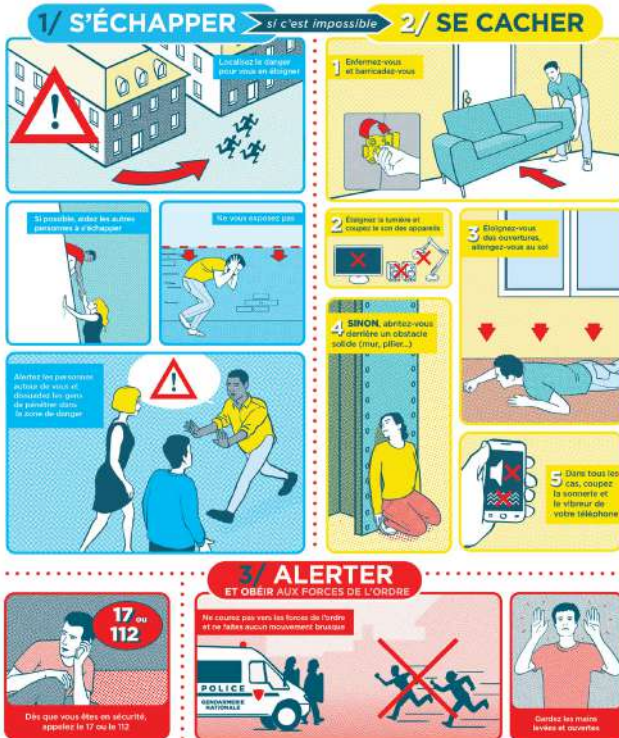 1/ S'ÉCHAPPER
si c'est impossible
2/ SE CACHER
Localisez le danger
pour vous en éloigner
Si possible, aidez les autres
personnes à s'échapper
Ne vous exposez pas
Alertez les personnes
autour de vous et
dissuadez les gens
de pénétrer dans
la zone de danger
1 Enfermez-vous
et barricadez-vous
2 Éteignez la lumière et
coupez le son des appareils
3 Éloignez-vous
des ouvertures,
allongez-vous au sol
4 SINON, abritez-vous
derrière un obstacle
solide (mur, pilier...)
5 Dans tous les
cas, coupez
la sonnerie et
le vibreur de
votre téléphone
3/ ALERTER
ET OBÉIR AUX FORCES DE L'ORDRE
17 ou
112
Dès que vous êtes en sécurité,
appelez le 17 ou le 112
Ne courez pas vers les forces de l'ordre
et ne faites aucun mouvement brusque
POLICE
GENDARMERIE
NATIONALE
Gardez les mains
levées et ouvertes